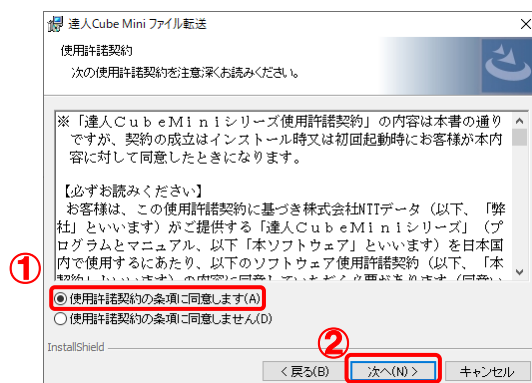 達人Cube Mini ファイル転送
使用許諾契約
次の使用許諾契約を注意深くお読みください。
※「達人ＣｕｂｅＭｉｎｉシリーズ使用許諾契約」の内容は本書の通り
ですが、契約の成立はインストール時又は初回起動時にお客様が本内
容に対して同意したときになります。
【必ずお読みください】
お客様は、この使用許諾契約に基づき株式会社NTTデータ（以下、「弊
社」といいます）がご提供する「達人ＣｕｂｅＭｉｎｉシリーズ」（プ
ログラムとマニュアル、以下「本ソフトウェア」といいます）を日本国
内で使用するにあたり、以下のソフトウェア使用許諾契約（以下、「本
①
使用許諾契約の条項に同意します(A)
使用許諾契約の条項に同意しません(D)
②
InstallShield
< 戻る(B)
次へ(N) >
キャンセル